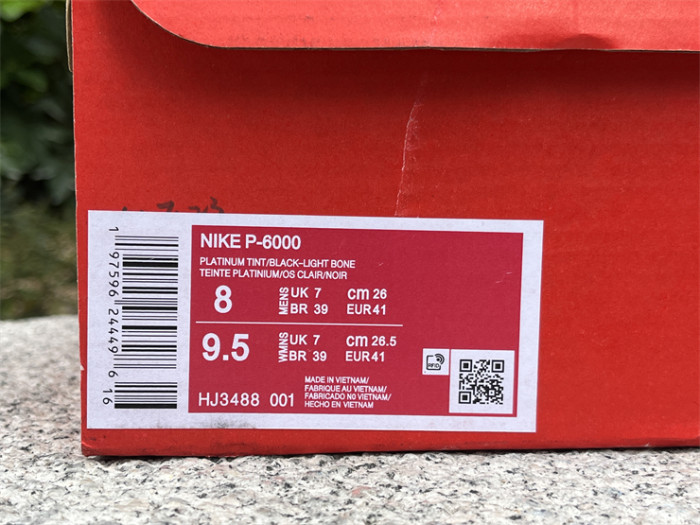 NIKE P-6000
PLATINUM TINT/BLACK-LIGHT BONE
TEINTE PLATINIUM/OS CLAIR/NOIR
8 MENS UK 7 cm 26
BR 39 EUR41
9.5 WMNS UK 7 cm 26.5
BR 39 EUR41
RFID
HJ3488 001
MADE IN VIETNAM/
FABRIQUE AU VIETNAM/
FABRICADO NO VIETNAM/
HECHO EN VIETNAM
1 97596 24449 6 16